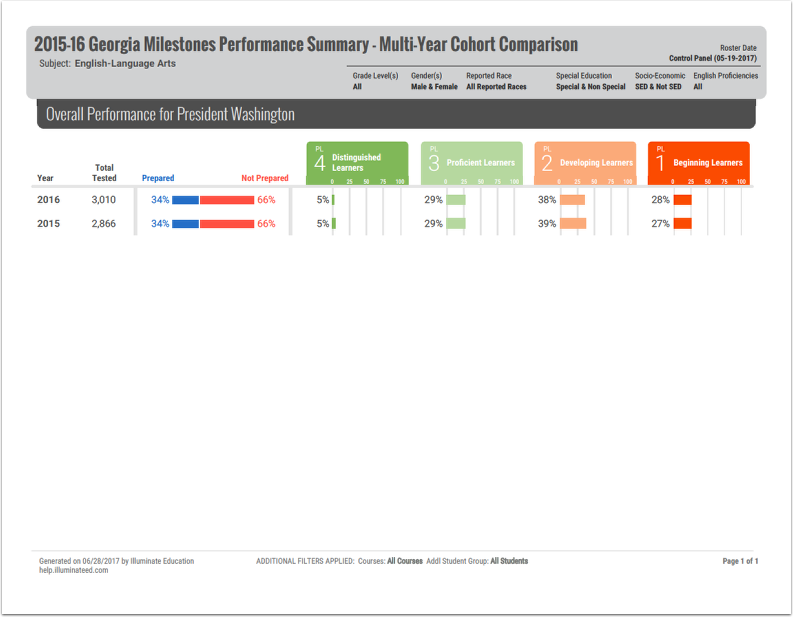 2015-16 Georgia Milestones Performance Summary - Multi-Year Cohort Comparison
Subject: English-Language Arts
Roster Date
Control Panel (05-19-2017)
Grade Level(s) Gender(s) Reported Race Special Education Socio-Economic English Proficiencies
All Male & Female All Reported Races Special & Non Special SED & Not SED All
Overall Performance for President Washington
PL 4 Distinguished Learners
PL 3 Proficient Learners
PL 2 Developing Learners
PL 1 Beginning Learners
Year Total Tested Prepared Not Prepared 0 25 50 75 100 0 25 50 75 100 0 25 50 75 100 0 25 50 75 100
2016 3,010 34% 66% 5% 29% 38% 28%
2015 2,866 34% 66% 5% 29% 39% 27%
Generated on 06/28/2017 by Illuminate Education ADDITIONAL FILTERS APPLIED: Courses: All Courses Addl Student Group: All Students Page 1 of 1
help.illuminateed.com